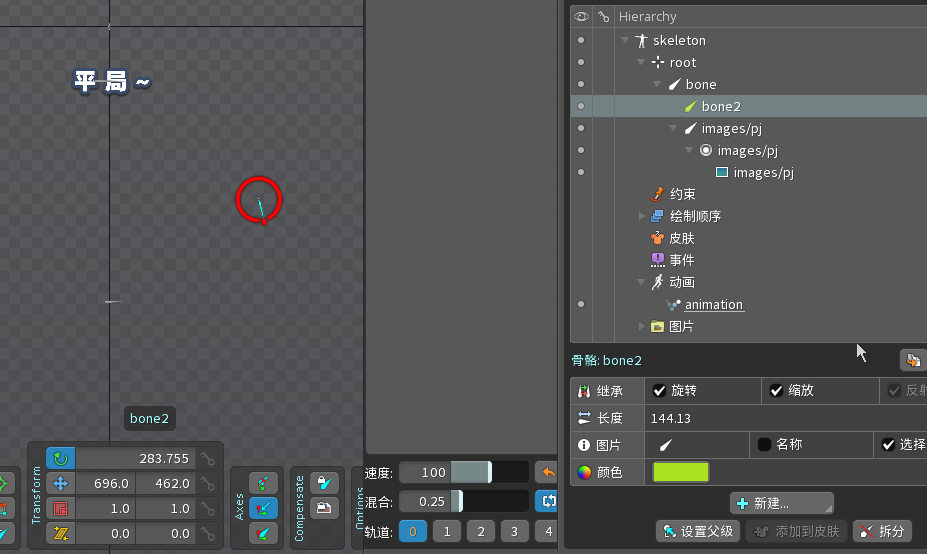 Hierarchy
skeleton
root
bone
bone2
images/pj
images/pj
images/pj
约束
绘制顺序
皮肤
事件
动画
animation
图片
平局~
骨骼: bone2
继承 旋转 缩放
长度 144.13
图片 名称 选择
颜色
新建...
设置父级 添加到皮肤 拆分
bone2
Transform
283.755
696.0 462.0
1.0 1.0
0.0 0.0
Axes
Compensate
Options
速度: 100
混合: 0.25
轨道: 0 1 2 3 4